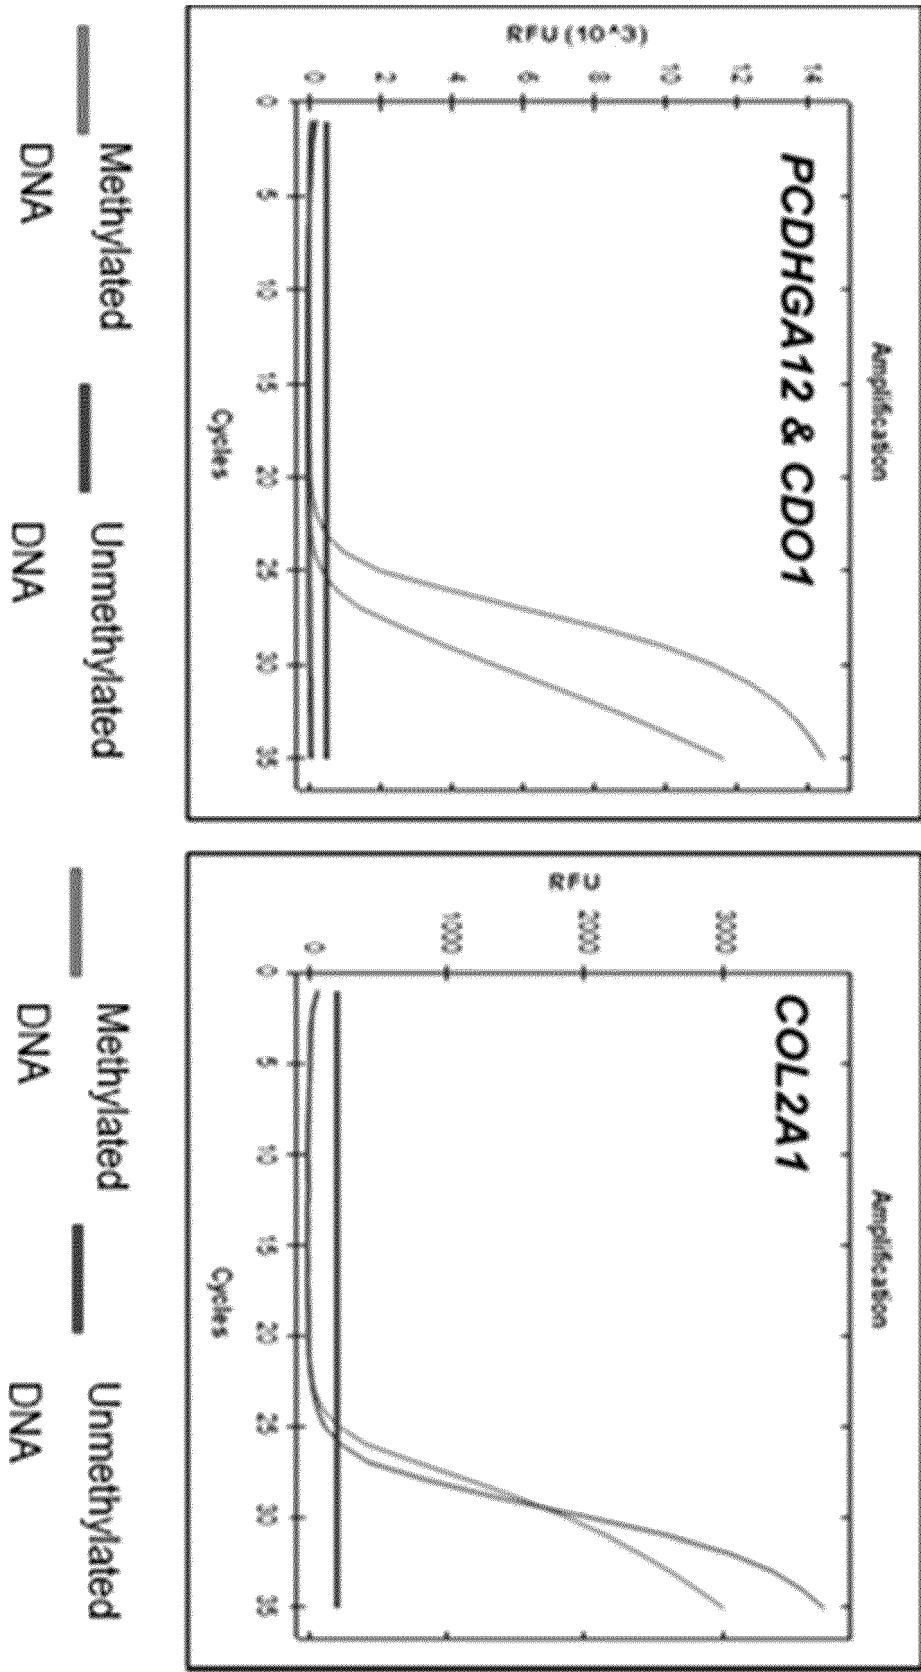 Amplification
PCDHGA12 & CDO1
RFU (10^3)
14
12
10
8
6
4
2
0
0 5 10 15 20 25 30 35
Cycles
Methylated
DNA
Unmethylated
DNA
Amplification
COL2A1
RFU
3000
2000
1000
0
0 5 10 15 20 25 30 35
Cycles
Methylated
DNA
Unmethylated
DNA